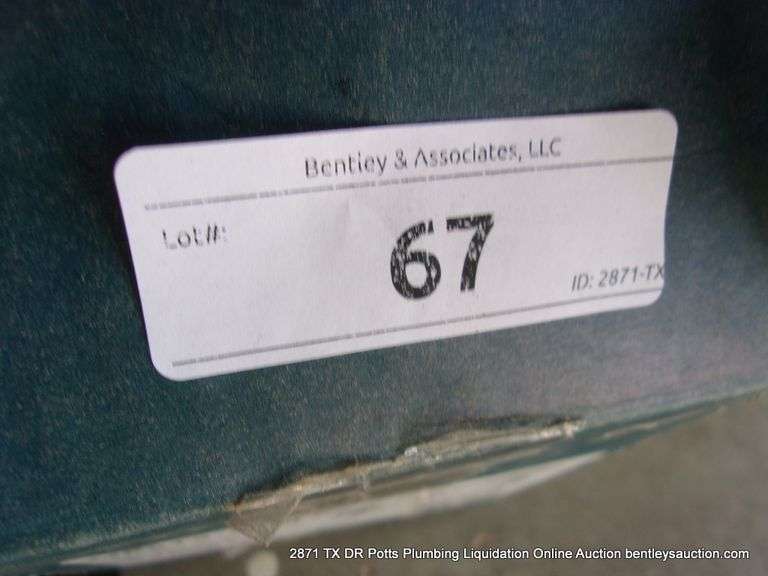 Bentley & Associates, LLC
Lot#:
67
ID: 2871-TX
2871 TX DR Potts Plumbing Liquidation Online Auction bentleysauction.com